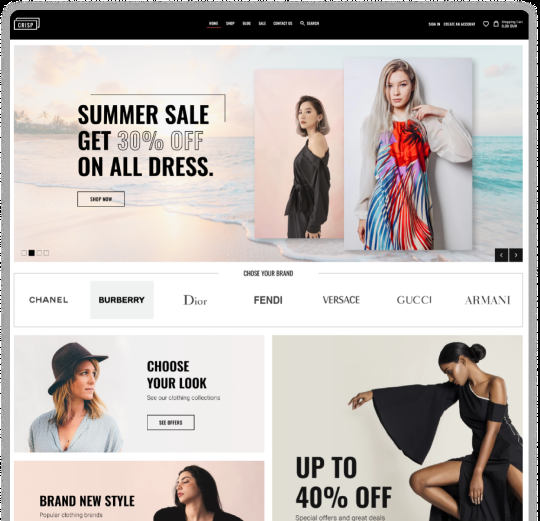 CRISP
HOME SHOP BLOG SALE CONTACT US SEARCH
SIGN IN CREATE AN ACCOUNT
Shopping Cart
SUMMER SALE
GET 30% OFF
ON ALL DRESS.
SHOP NOW
CHOSE YOUR BRAND
CHANEL BURBERRY Dior FENDI VERSACE GUCCI ARMANI
CHOOSE
YOUR LOOK
See our clothing collections
SEE OFFERS
BRAND NEW STYLE
Popular clothing brands
UP TO
40% OFF
Special offers and great deals